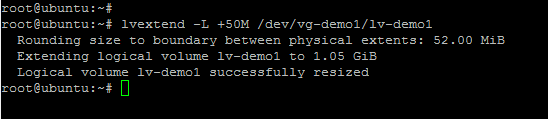 root@ubuntu:~#
root@ubuntu:~# lvextend -L +50M /dev/vg-demo1/lv-demo1
  Rounding size to boundary between physical extents: 52.00 MiB
  Extending logical volume lv-demo1 to 1.05 GiB
  Logical volume lv-demo1 successfully resized
root@ubuntu:~#